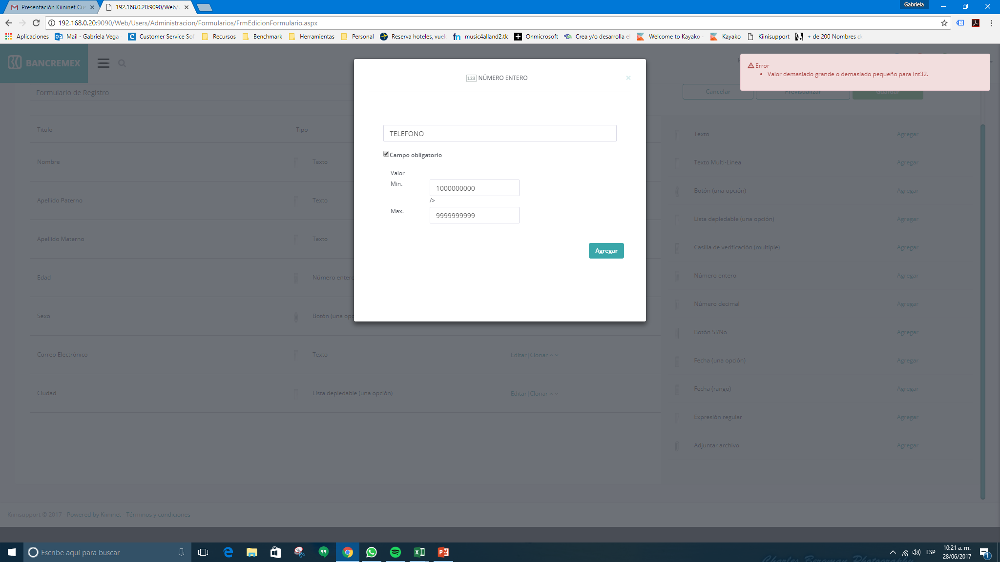 Presentación Kiininet Cus
192.168.0.20:9090/Web/U
Gabriela
192.168.0.20:9090/Web/Users/Administracion/Formularios/FrmEdicionFormulario.aspx
Aplicaciones
Mail - Gabriela Vega
Customer Service Sof
Recursos
Benchmark
Herramientas
Personal
Reserva hoteles, vuel
music4alland2.tk
Onmicrosoft
Crea y/o desarrolla el
Welcome to Kayako -
Kayako
Kiinisupport
+ de 200 Nombres de
BANCREMEX
Error
Valor demasiado grande o demasiado pequeño para Int32.
123 NÚMERO ENTERO
Formulario de Registro
Cancelar
Previsualizar
Guardar
Titulo
Tipo
TELEFONO
Campo obligatorio
Valor
Min.
1000000000
/>
Max.
9999999999
Agregar
Nombre
Texto
Apellido Paterno
Texto
Apellido Materno
Texto
Edad
Número entero
Sexo
Botón (una opc
Correo Electrónico
Texto
Editar|Clonar
Ciudad
Lista depledable (una opción)
Editar|Clonar
Texto
Agregar
Texto Multi-Linea
Agregar
Botón (una opción)
Agregar
Lista depledable (una opción)
Agregar
Casilla de verificación (multiple)
Agregar
Número entero
Agregar
Número decimal
Agregar
Botón Si/No
Agregar
Fecha (una opción)
Agregar
Fecha (rango)
Agregar
Expresión regular
Agregar
Adjuntar archivo
Agregar
Kiinisupport © 2017 - Powered by Kiininet - Términos y condiciones
Escribe aquí para buscar
ESP
10:21 a. m.
28/06/2017
1
Charles Bergman Photography